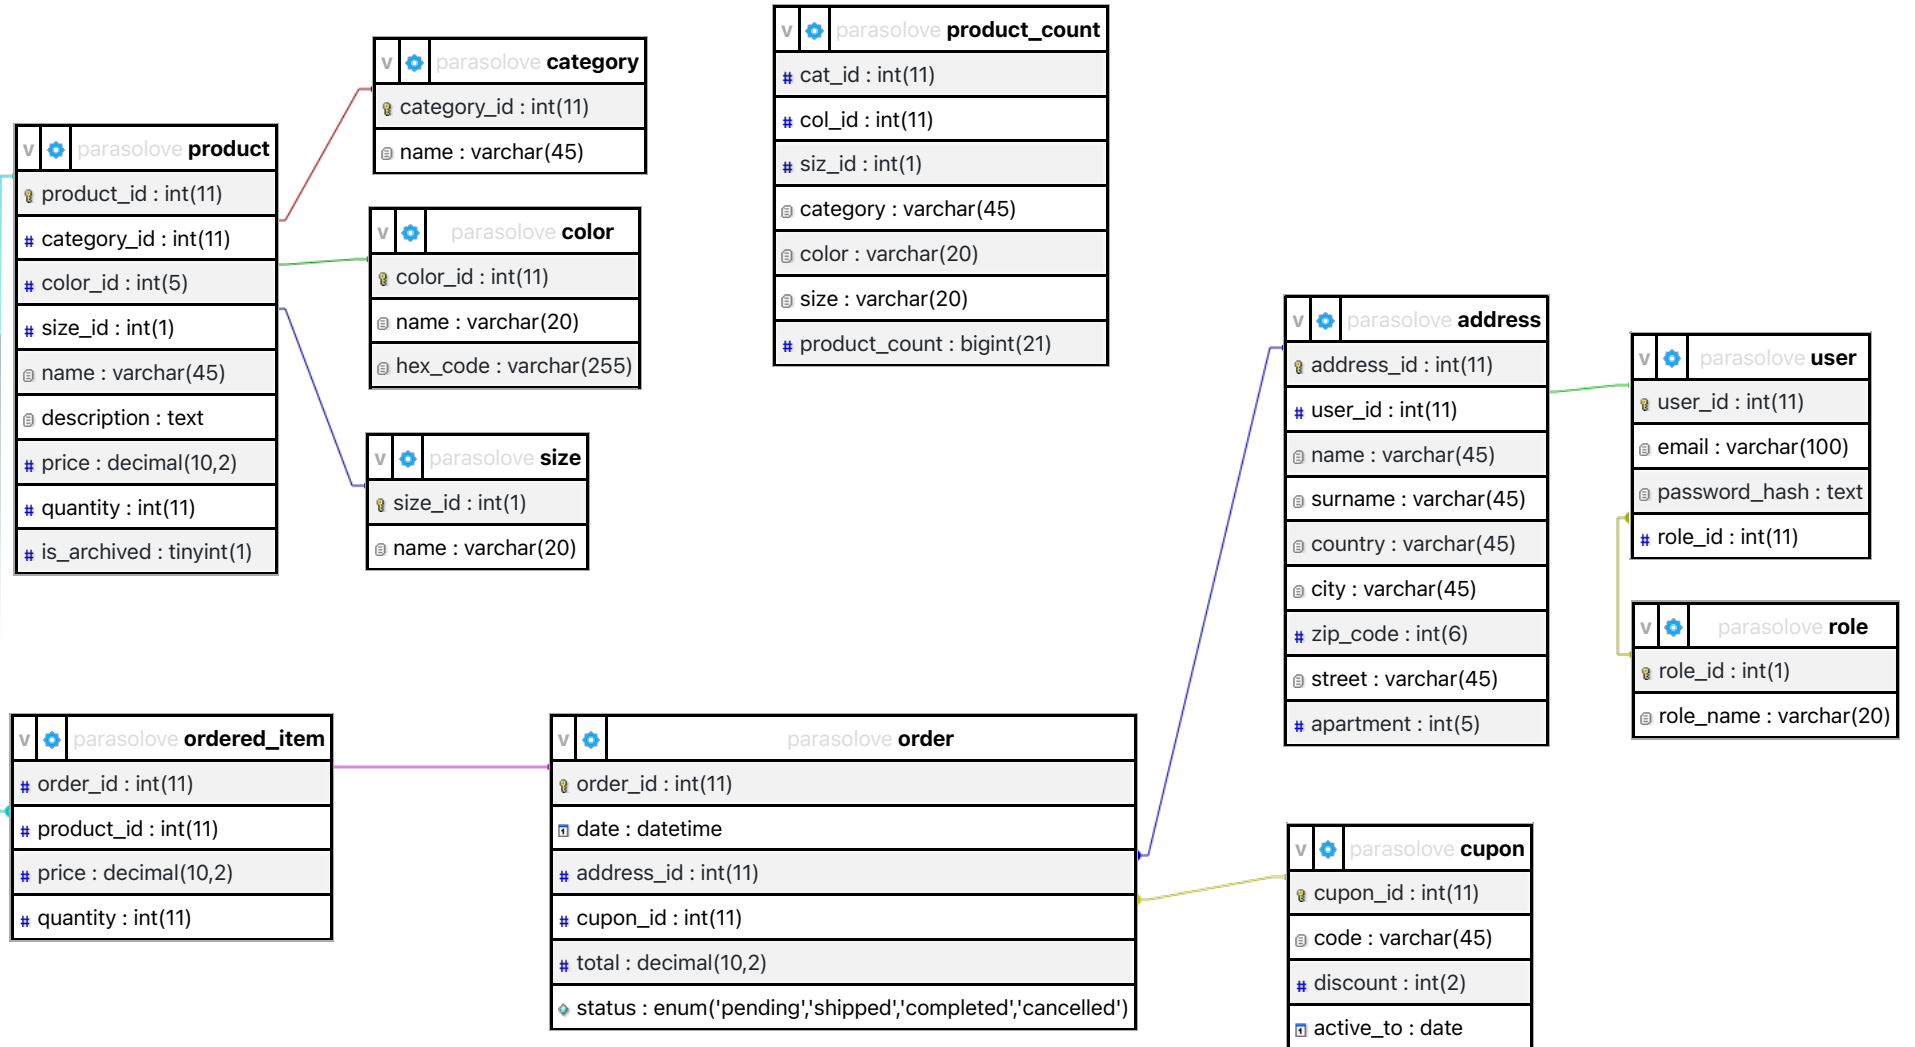 v parasolove product
product_id : int(11)
category_id : int(11)
color_id : int(5)
size_id : int(1)
name : varchar(45)
description : text
price : decimal(10,2)
quantity : int(11)
is_archived : tinyint(1)
v parasolove category
category_id : int(11)
name : varchar(45)
v parasolove color
color_id : int(11)
name : varchar(20)
hex_code : varchar(255)
v parasolove size
size_id : int(1)
name : varchar(20)
v parasolove product_count
cat_id : int(11)
col_id : int(11)
siz_id : int(1)
category : varchar(45)
color : varchar(20)
size : varchar(20)
product_count : bigint(21)
v parasolove address
address_id : int(11)
user_id : int(11)
name : varchar(45)
surname : varchar(45)
country : varchar(45)
city : varchar(45)
zip_code : int(6)
street : varchar(45)
apartment : int(5)
v parasolove user
user_id : int(11)
email : varchar(100)
password_hash : text
role_id : int(11)
v parasolove role
role_id : int(1)
role_name : varchar(20)
v parasolove ordered_item
order_id : int(11)
product_id : int(11)
price : decimal(10,2)
quantity : int(11)
v parasolove order
order_id : int(11)
date : datetime
address_id : int(11)
cupon_id : int(11)
total : decimal(10,2)
status : enum('pending','shipped','completed','cancelled')
v parasolove cupon
cupon_id : int(11)
code : varchar(45)
discount : int(2)
active_to : date